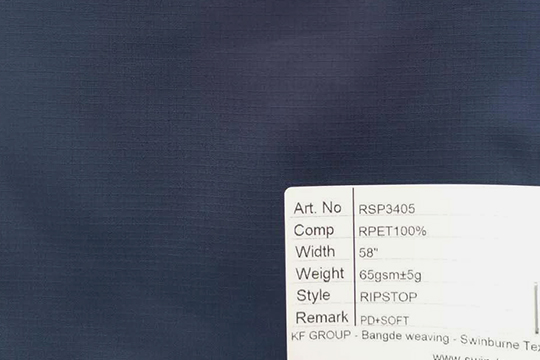 Art. No RSP3405
Comp RPET100%
Width 58"
Weight 65gsm±5g
Style RIPSTOP
Remark PD+SOFT
KF GROUP - Bangde weaving - Swinburne Tex